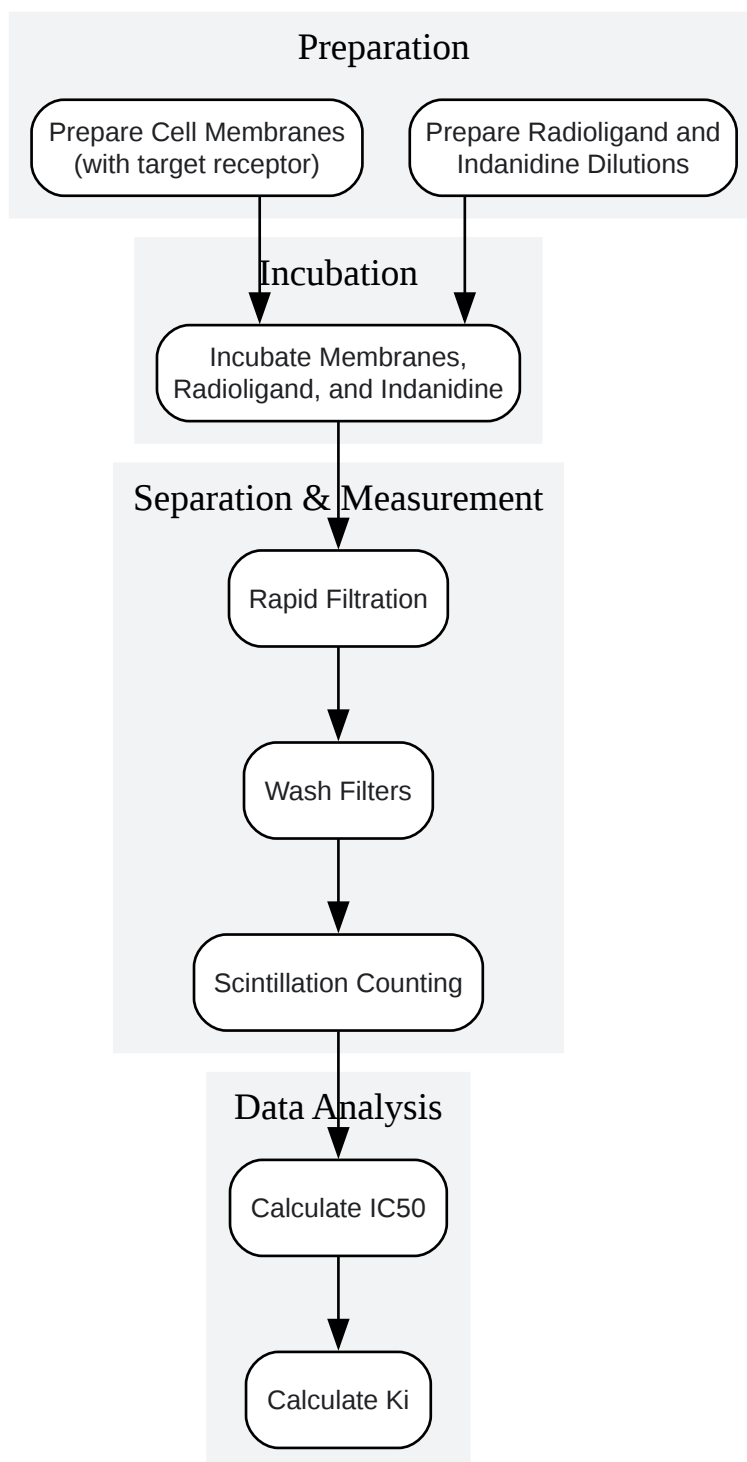 Preparation
Prepare Cell Membranes
(with target receptor)
Prepare Radioligand and
Indanidine Dilutions
Incubation
Incubate Membranes,
Radioligand, and Indanidine
Separation & Measurement
Rapid Filtration
Wash Filters
Scintillation Counting
Data Analysis
Calculate IC50
Calculate Ki